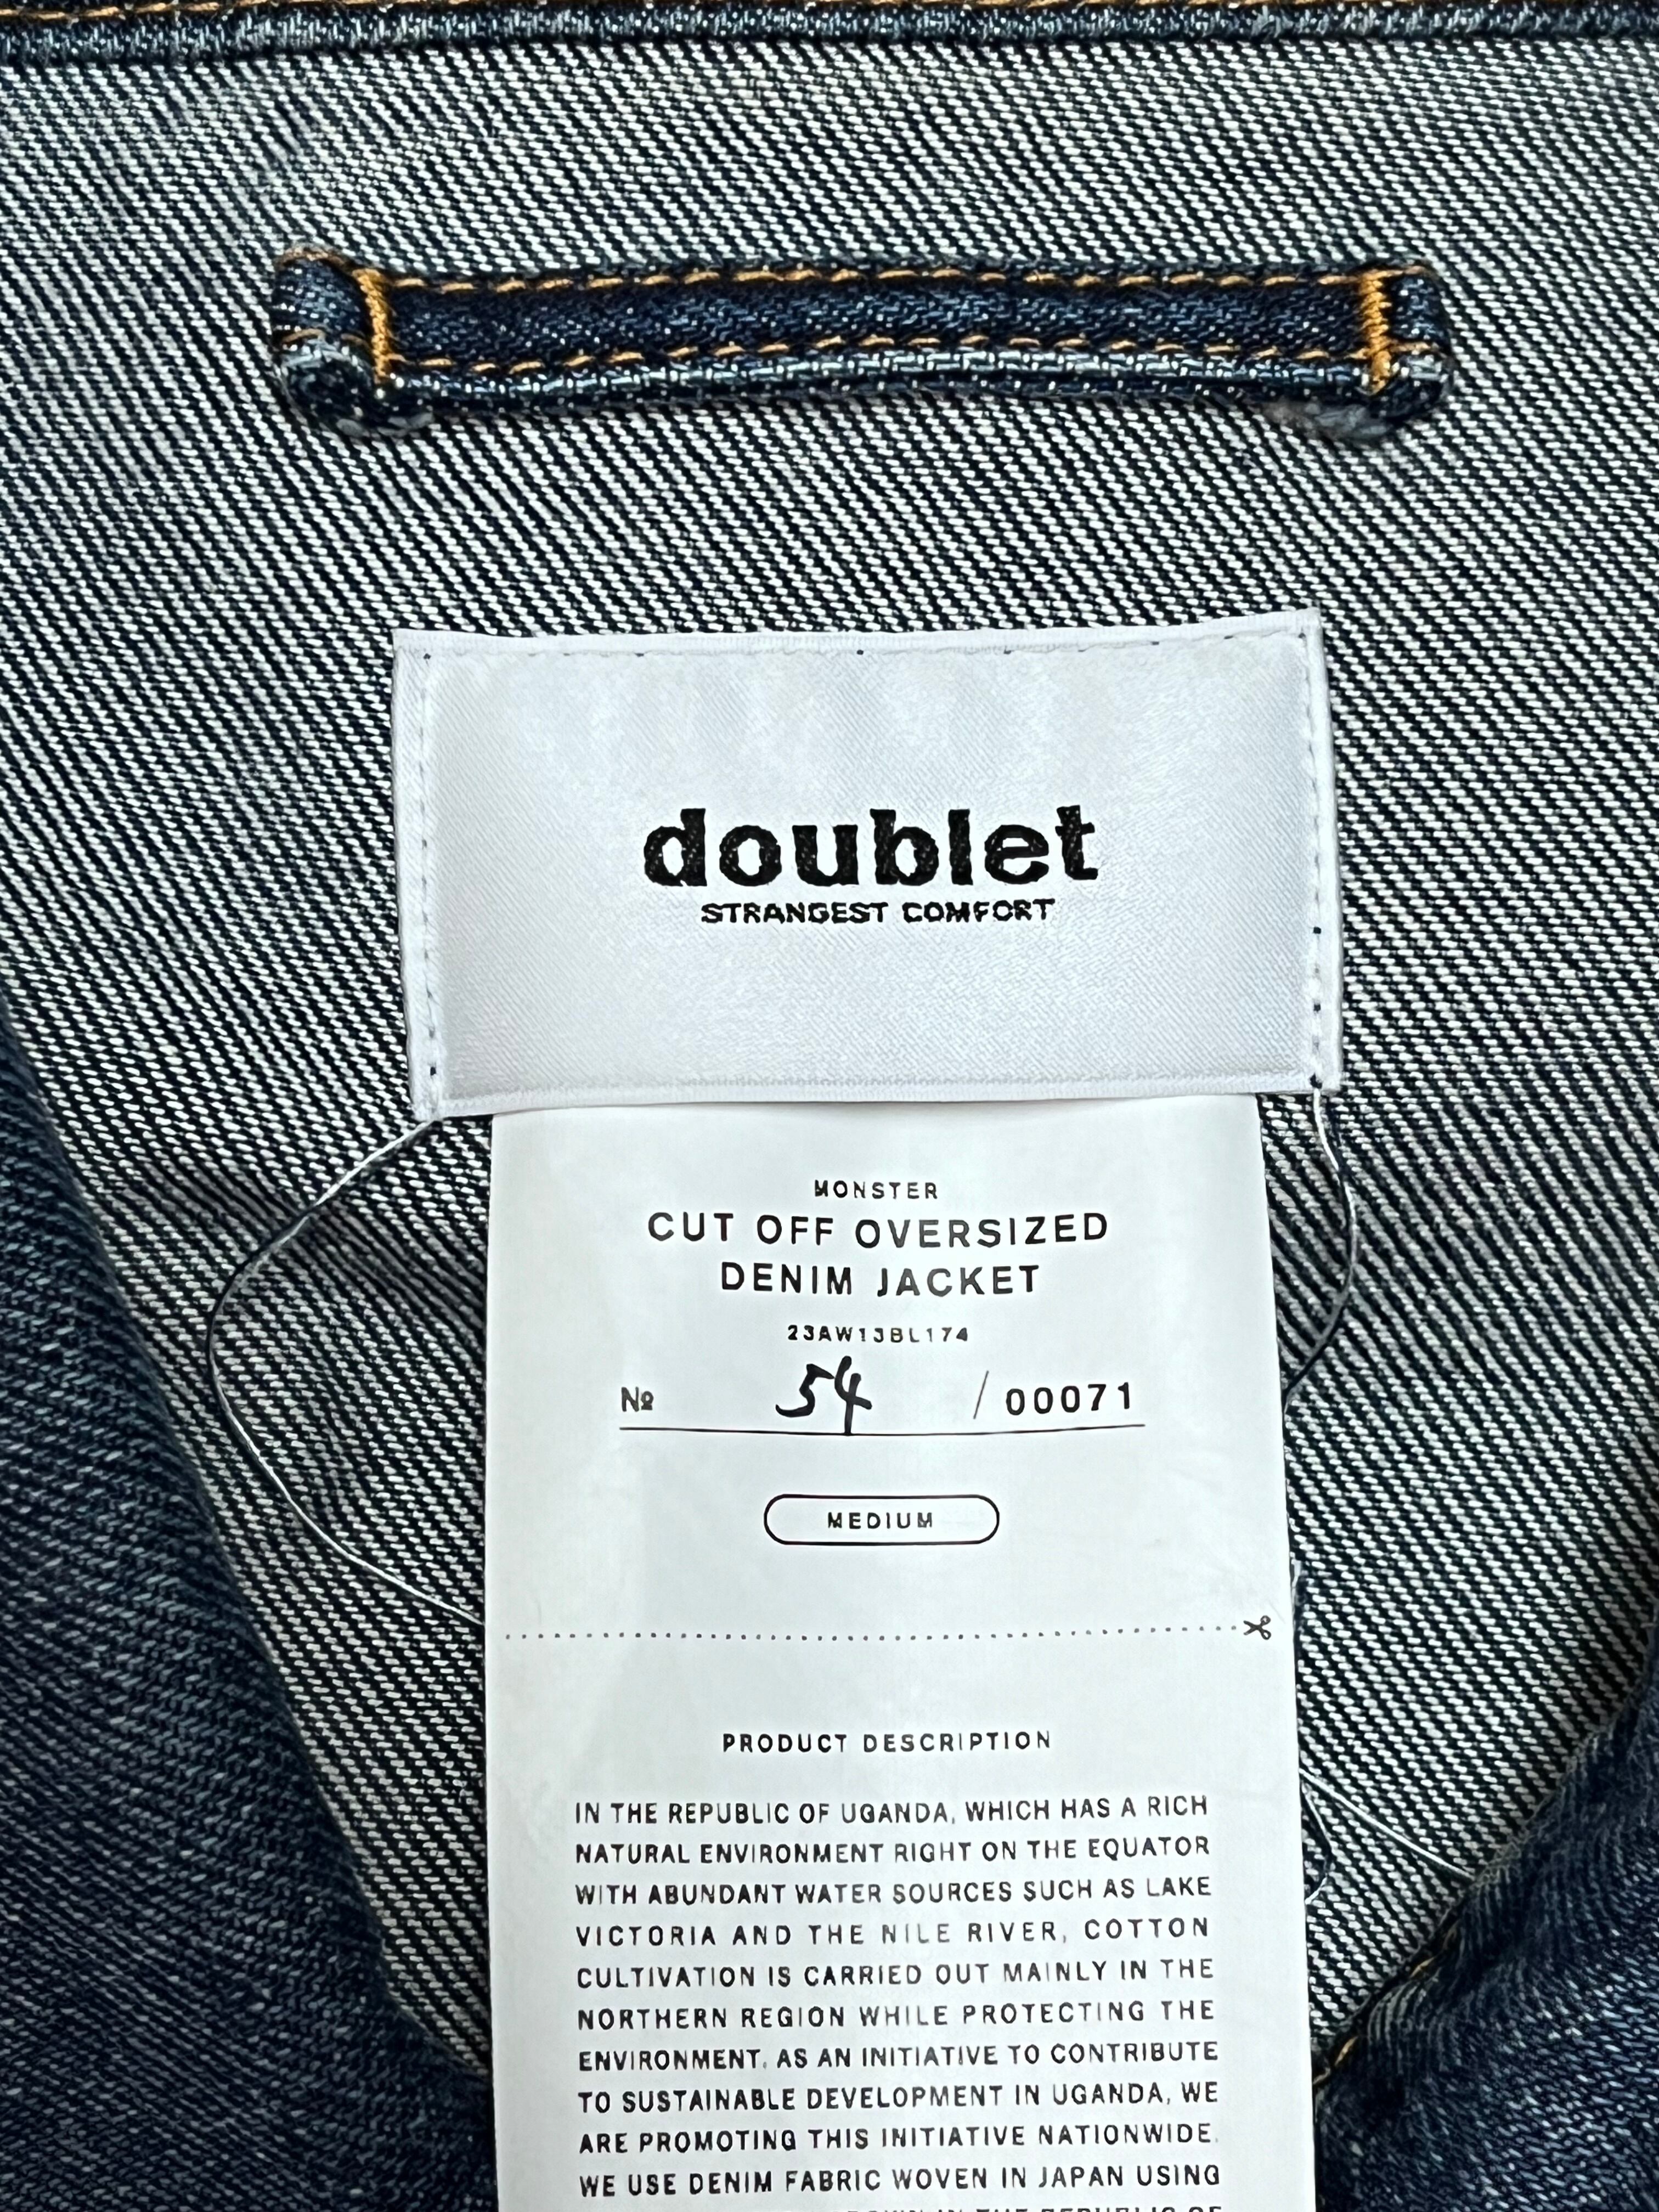 doublet
STRANGEST COMFORT
MONSTER
CUT OFF OVERSIZED
DENIM JACKET
23AW13BL174
№ 54 / 00071
MEDIUM
PRODUCT DESCRIPTION
IN THE REPUBLIC OF UGANDA, WHICH HAS A RICH
NATURAL ENVIRONMENT RIGHT ON THE EQUATOR
WITH ABUNDANT WATER SOURCES SUCH AS LAKE
VICTORIA AND THE NILE RIVER, COTTON
CULTIVATION IS CARRIED OUT MAINLY IN THE
NORTHERN REGION WHILE PROTECTING THE
ENVIRONMENT. AS AN INITIATIVE TO CONTRIBUTE
TO SUSTAINABLE DEVELOPMENT IN UGANDA, WE
ARE PROMOTING THIS INITIATIVE NATIONWIDE.
WE USE DENIM FABRIC WOVEN IN JAPAN USING
IN THE REPUBLIC OF